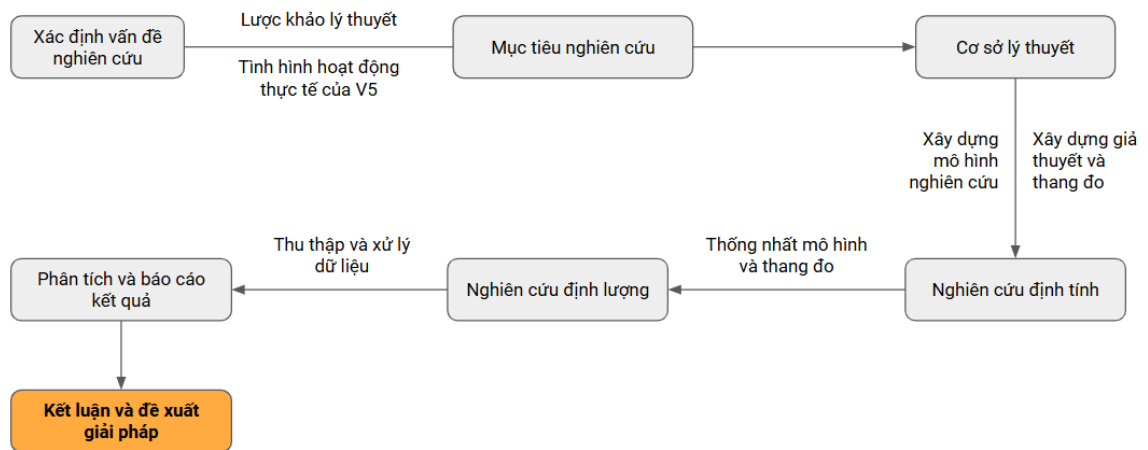 Xác định vấn đề
nghiên cứu
Lược khảo lý thuyết
Tình hình hoạt động
thực tế của V5
Mục tiêu nghiên cứu
Cơ sở lý thuyết
Xây dựng
mô hình
nghiên cứu
Xây dựng giả
thuyết và
thang đo
Nghiên cứu định tính
Thống nhất mô hình
và thang đo
Nghiên cứu định lượng
Thu thập và xử lý
dữ liệu
Phân tích và báo cáo
kết quả
Kết luận và đề xuất
giải pháp